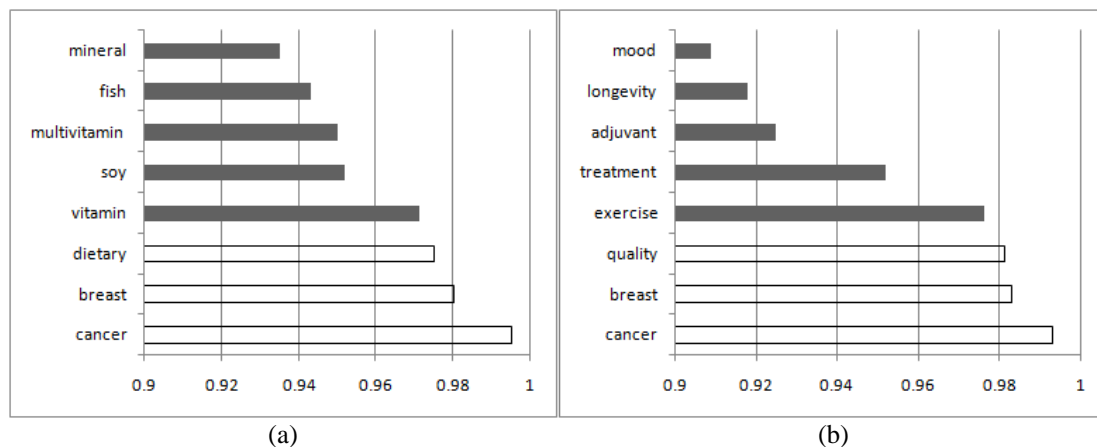 mineral
fish
multivitamin
soy
vitamin
dietary
breast
cancer
0.9 0.92 0.94 0.96 0.98 1
(a)
mood
longevity
adjuvant
treatment
exercise
quality
breast
cancer
0.9 0.92 0.94 0.96 0.98 1
(b)